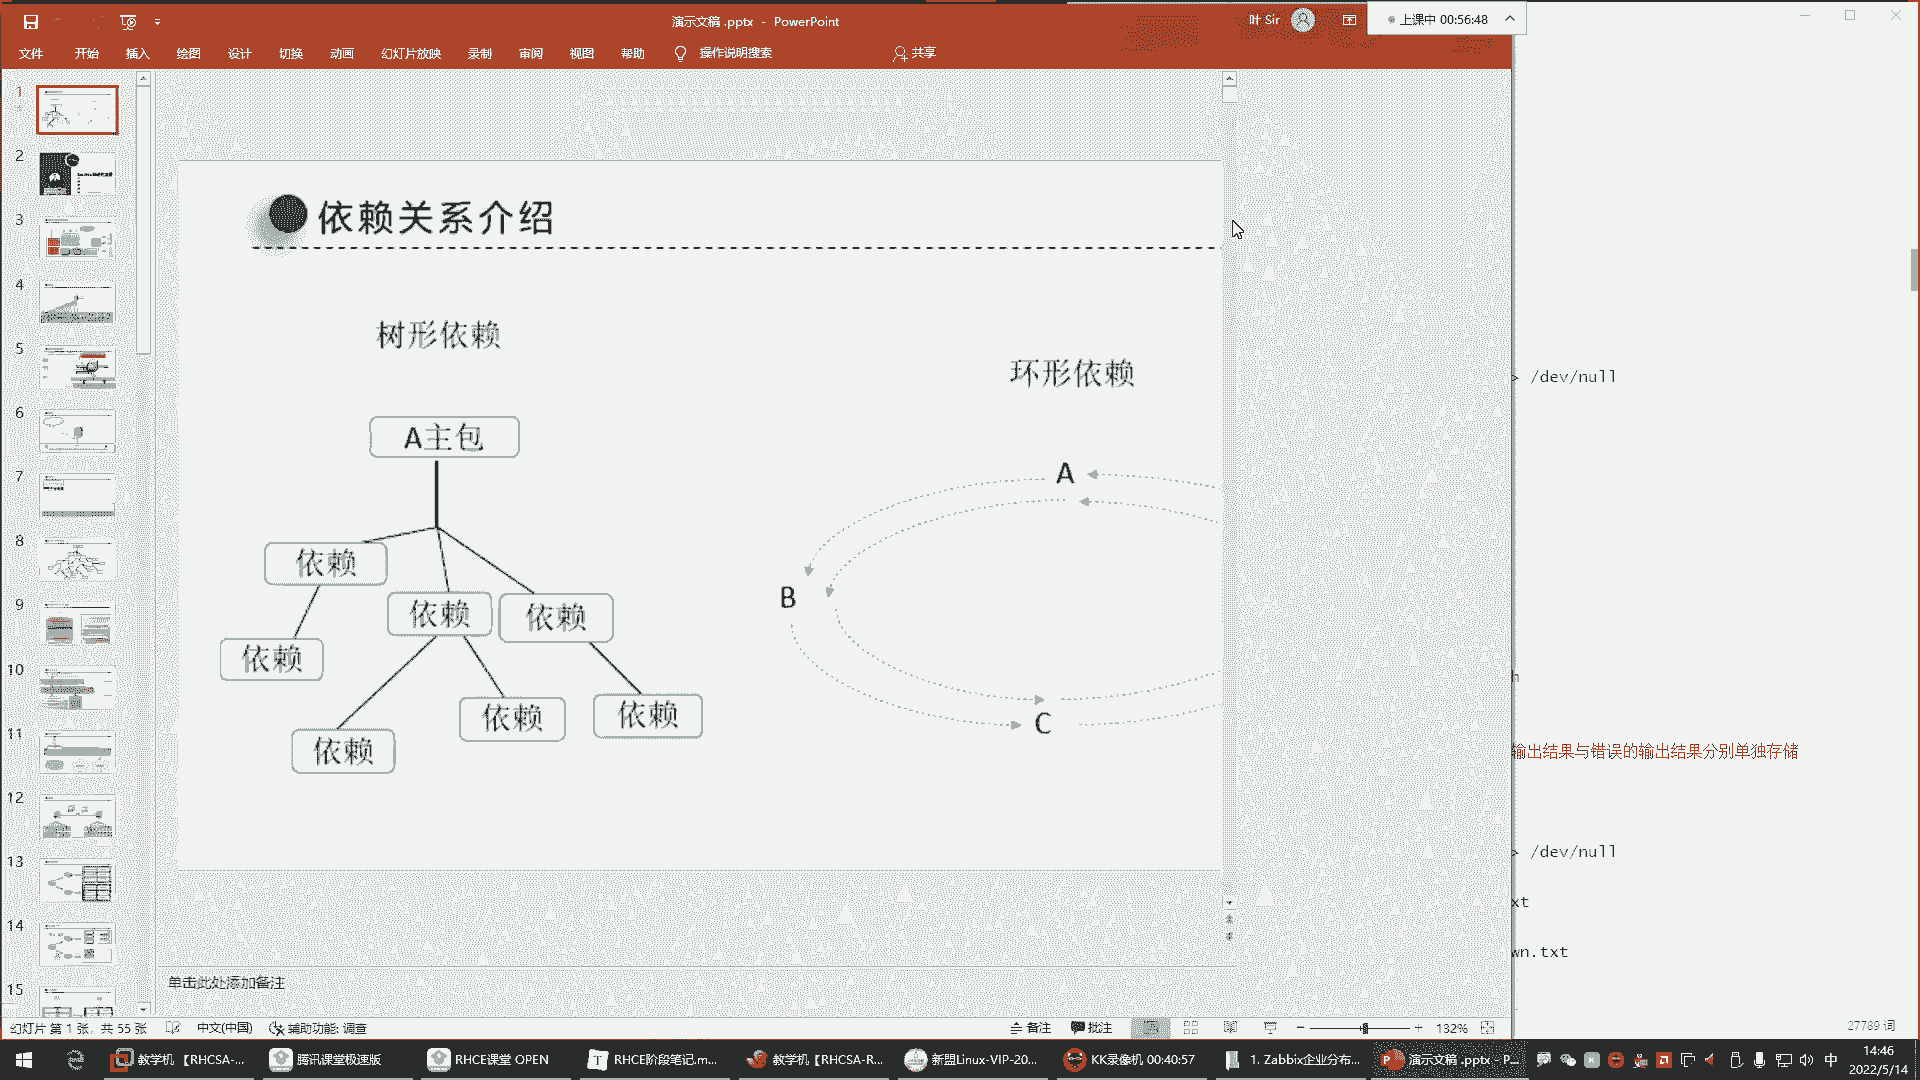 演示文稿 .pptx - PowerPoint
叶 Sir
上课中 00:56:48
文件 开始 插入 绘图 设计 切换 动画 幻灯片放映 录制 审阅 视图 帮助 操作说明搜索 共享
1
2
3
4
5
6
7
8
9
10
11
12
13
14
15
依赖关系介绍
树形依赖
环形依赖
A主包
依赖
依赖
依赖
依赖
依赖
依赖
依赖
A
B
C
> /dev/null
h
输出结果与错误的输出结果分别单独存储
> /dev/null
xt
wn.txt
单击此处添加备注
幻灯片 第 1 张，共 55 张 中文(中国) 辅助功能: 调查
备注 批注 132%
27789 词
教学机【RHCSA-...
腾讯课堂极速版
RHCE课堂 OPEN
RHCE阶段笔记.m...
教学机【RHCSA-R...
新盟Linux-VIP-20...
KK录像机 00:40:57
1. Zabbix企业分布...
演示文稿 .pptx - P...
中
14:46
2022/5/14